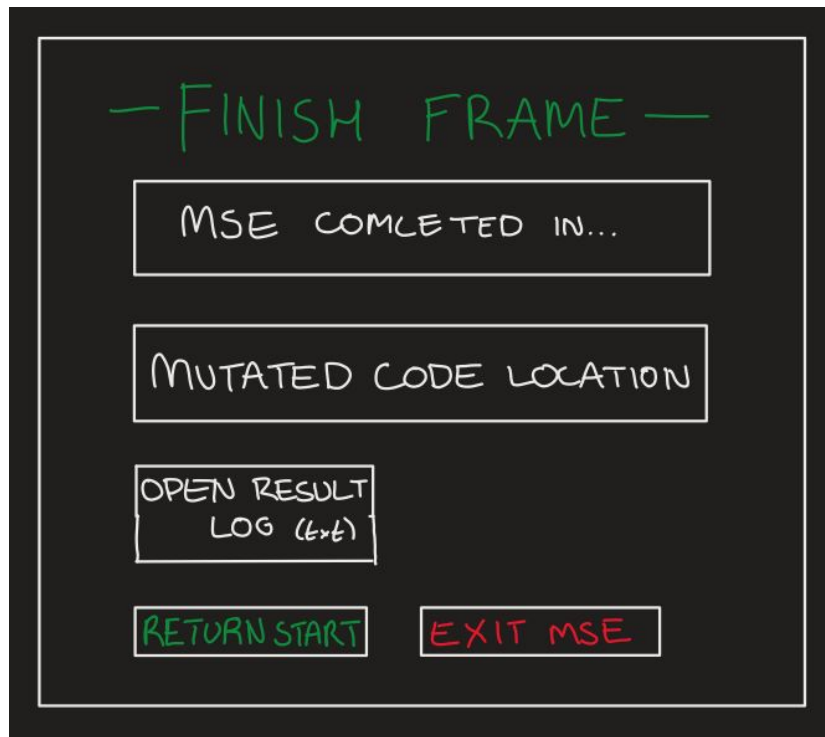 — FINISH FRAME —
MSE COMLETED IN...
MUTATED CODE LOCATION
OPEN RESULT
LOG (txt)
RETURN START
EXIT MSE